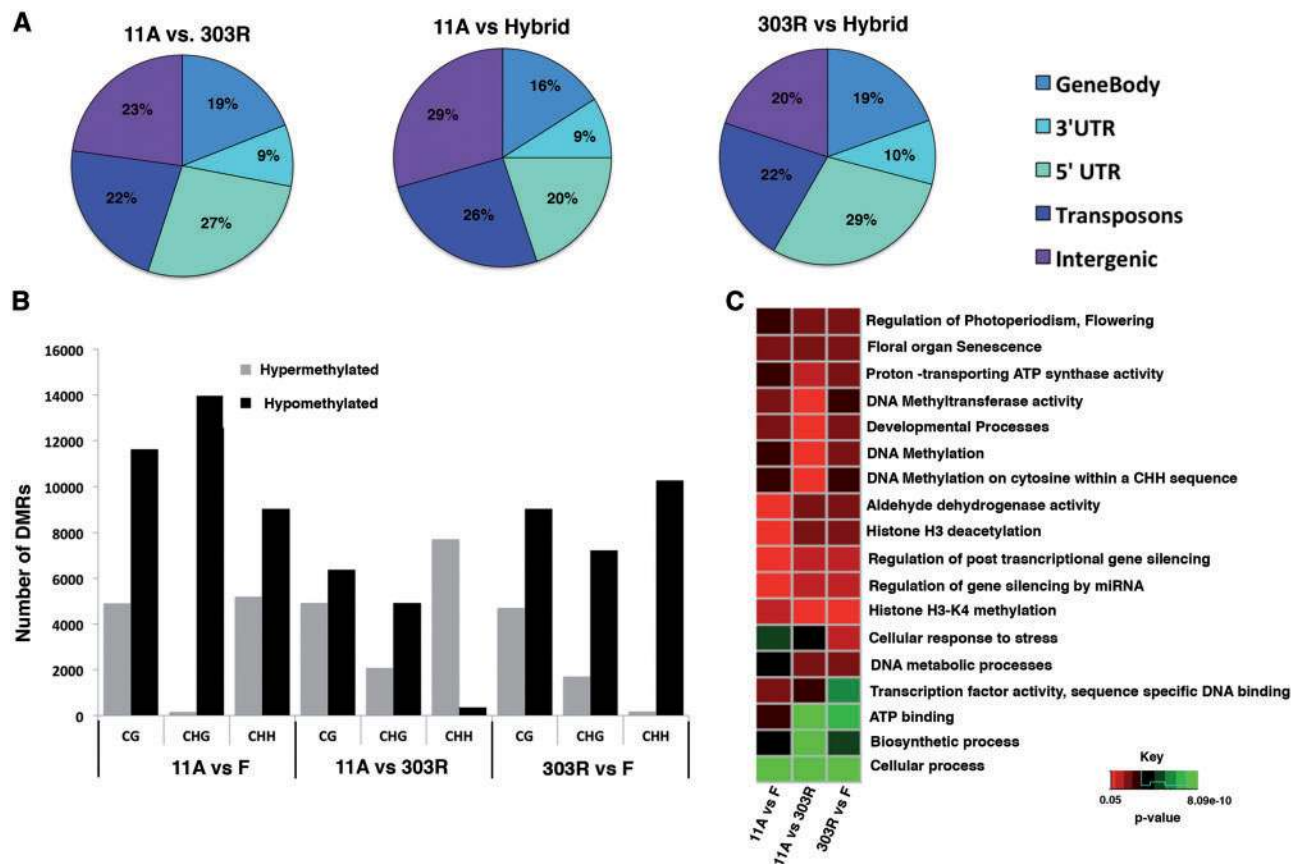 A
11A vs. 303R
11A vs Hybrid
303R vs Hybrid
19%
9%
27%
22%
23%
16%
9%
20%
26%
29%
19%
10%
29%
22%
20%
GeneBody
3'UTR
5' UTR
Transposons
Intergenic
B
Number of DMRs
16000
14000
12000
10000
8000
6000
4000
2000
0
Hypermethylated
Hypomethylated
CG CHG CHH CG CHG CHH CG CHG CHH
11A vs F 11A vs 303R 303R vs F
C
Regulation of Photoperiodism, Flowering
Floral organ Senescence
Proton -transporting ATP synthase activity
DNA Methyltransferase activity
Developmental Processes
DNA Methylation
DNA Methylation on cytosine within a CHH sequence
Aldehyde dehydrogenase activity
Histone H3 deacetylation
Regulation of post trasncriptional gene silencing
Regulation of gene silencing by miRNA
Histone H3-K4 methylation
Cellular response to stress
DNA metabolic processes
Transcription factor activity, sequence specific DNA binding
ATP binding
Biosynthetic process
Cellular process
11A vs F
11A vs 303R
303R vs F
Key
0.05 8.09e-10
p-value